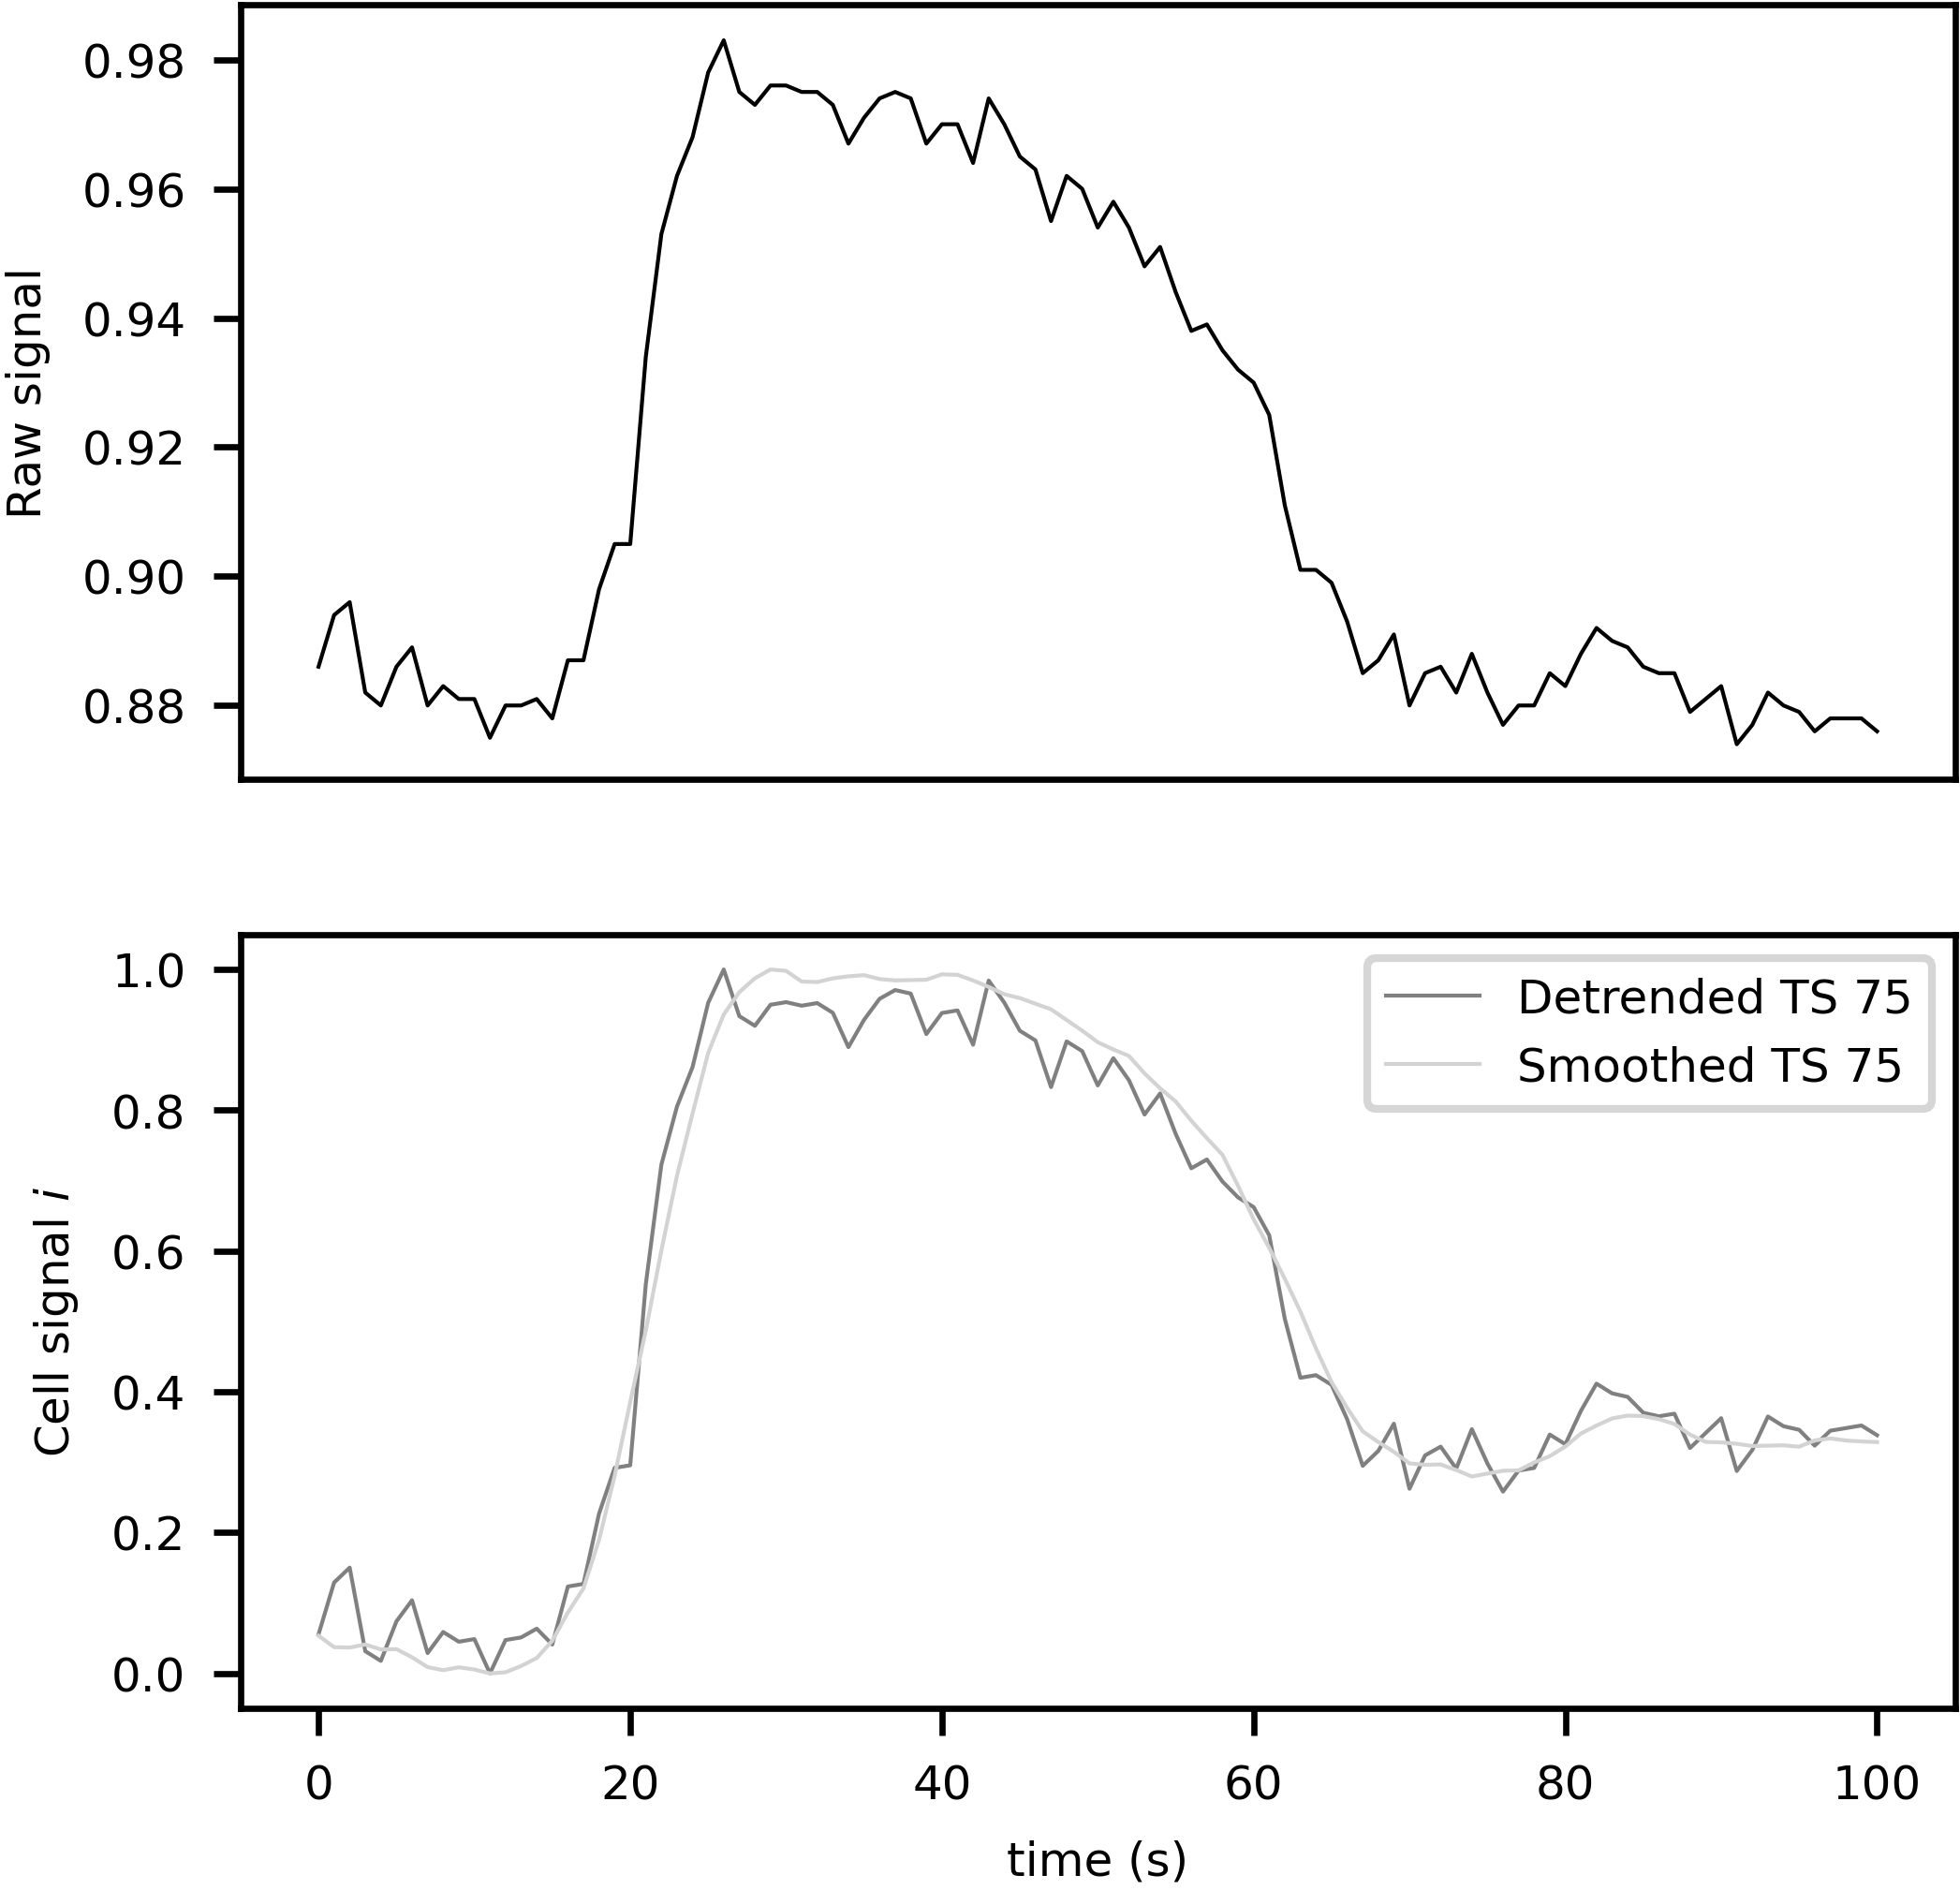 0.98
0.96
0.94
0.92
0.90
0.88
Raw signal
1.0
0.8
0.6
0.4
0.2
0.0
Cell signal i
Detrended TS 75
Smoothed TS 75
0 20 40 60 80 100
time (s)